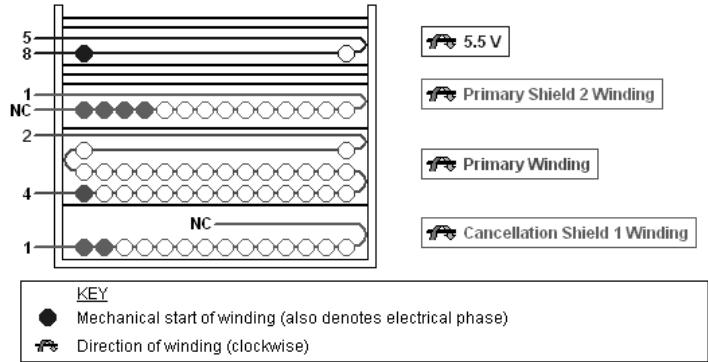 5
8
5.5 V
1
NC
Primary Shield 2 Winding
2
4
Primary Winding
NC
1
Cancellation Shield 1 Winding
KEY
Mechanical start of winding (also denotes electrical phase)
Direction of winding (clockwise)